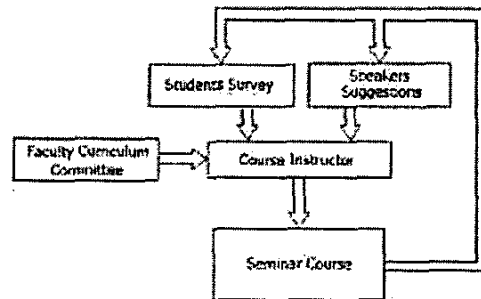 Students Survey
Speakers
Suggestions
Faculty Curriculum
Committee
Course Instructor
Seminar Course